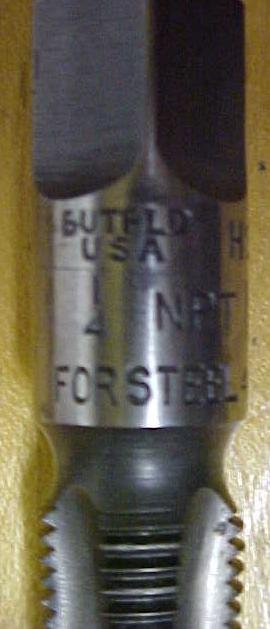 BUTFLD
USA H
1/4 NPT
FOR STEEL